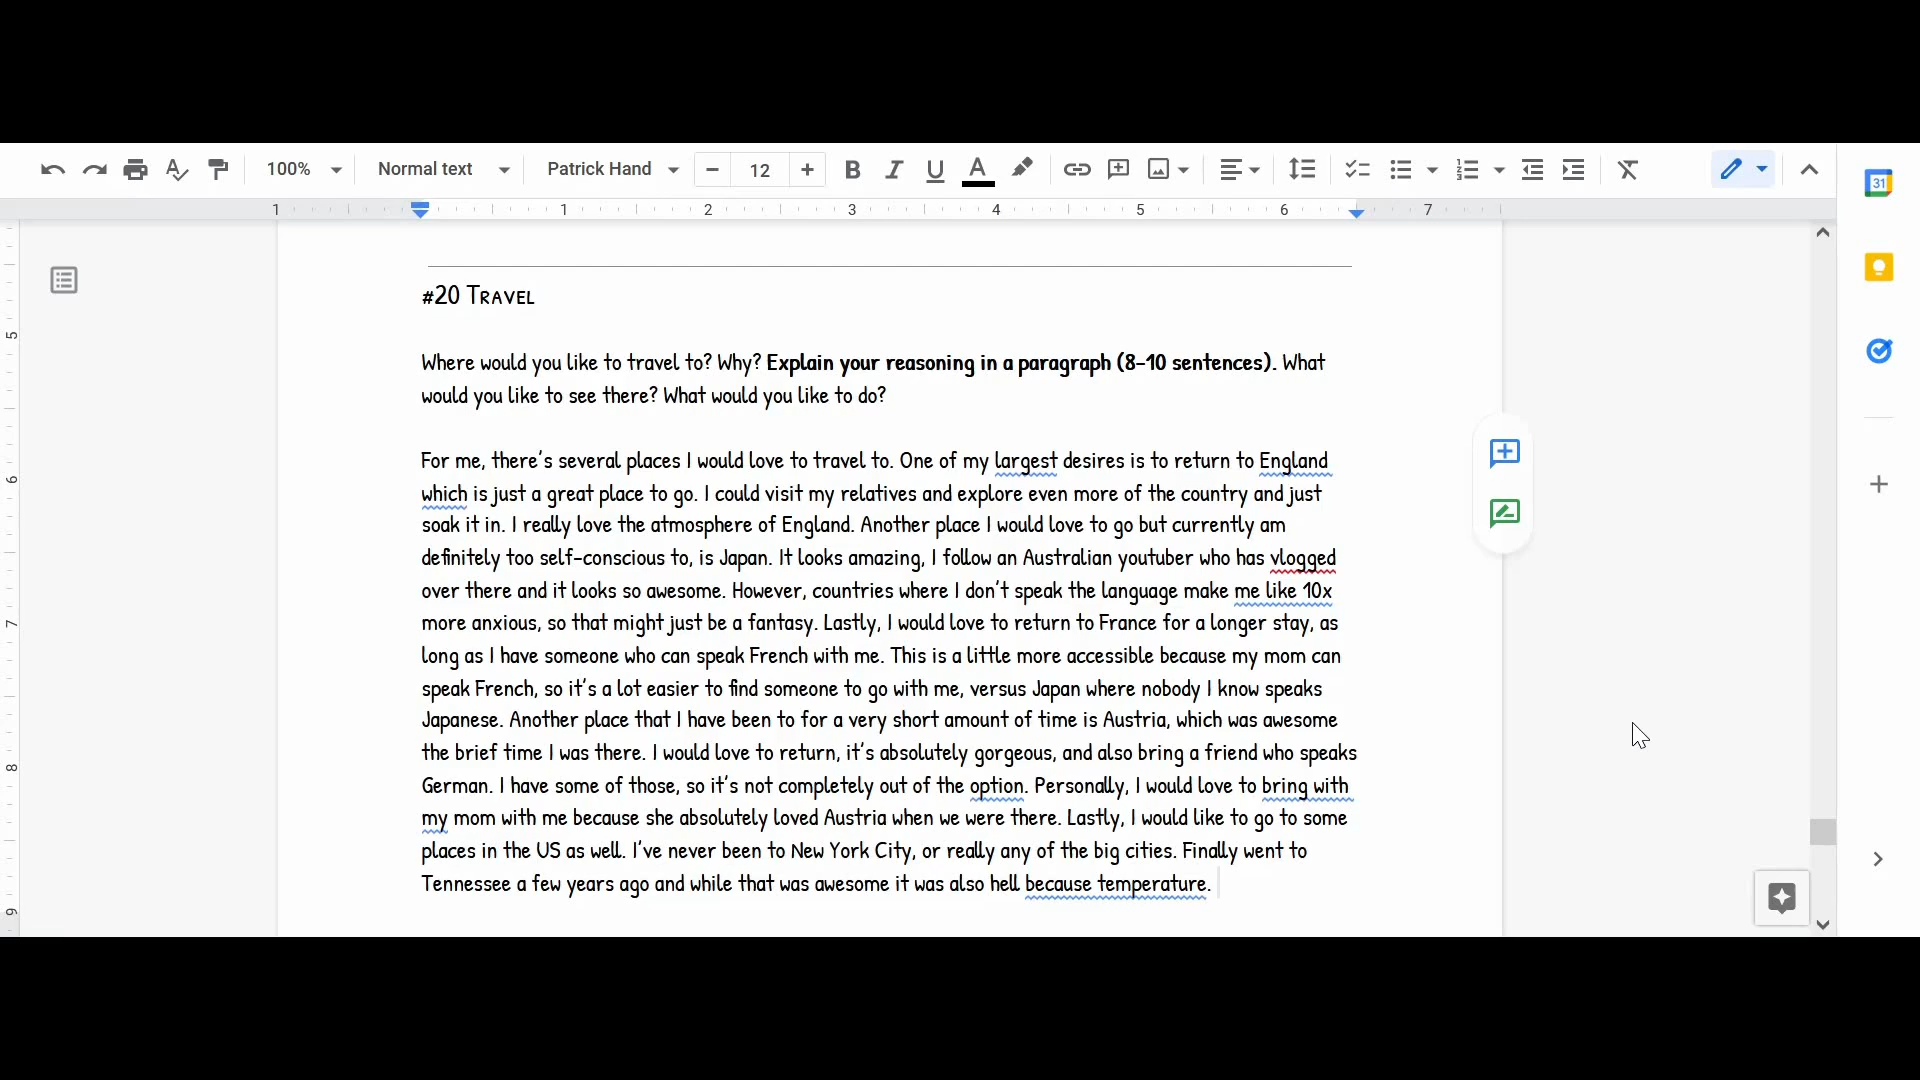 100% Normal text Patrick Hand 12 B I U A
31
1 1 2 3 4 5 6 7
#20 TRAVEL
Where would you like to travel to? Why? Explain your reasoning in a paragraph (8-10 sentences). What
would you like to see there? What would you like to do?
For me, there's several places I would love to travel to. One of my largest desires is to return to England
which is just a great place to go. I could visit my relatives and explore even more of the country and just
soak it in. I really love the atmosphere of England. Another place I would love to go but currently am
definitely too self-conscious to, is Japan. It looks amazing, I follow an Australian youtuber who has vlogged
over there and it looks so awesome. However, countries where I don't speak the language make me like 10x
more anxious, so that might just be a fantasy. Lastly, I would love to return to France for a longer stay, as
long as I have someone who can speak French with me. This is a little more accessible because my mom can
speak French, so it's a lot easier to find someone to go with me, versus Japan where nobody I know speaks
Japanese. Another place that I have been to for a very short amount of time is Austria, which was awesome
the brief time I was there. I would love to return, it's absolutely gorgeous, and also bring a friend who speaks
German. I have some of those, so it's not completely out of the option. Personally, I would love to bring with
my mom with me because she absolutely loved Austria when we were there. Lastly, I would like to go to some
places in the US as well. I've never been to New York City, or really any of the big cities. Finally went to
Tennessee a few years ago and while that was awesome it was also hell because temperature.
5
6
7
8
9